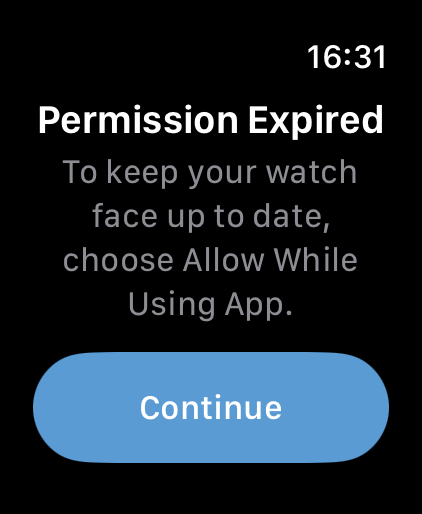 16:31
Permission Expired
To keep your watch
face up to date,
choose Allow While
Using App.
Continue